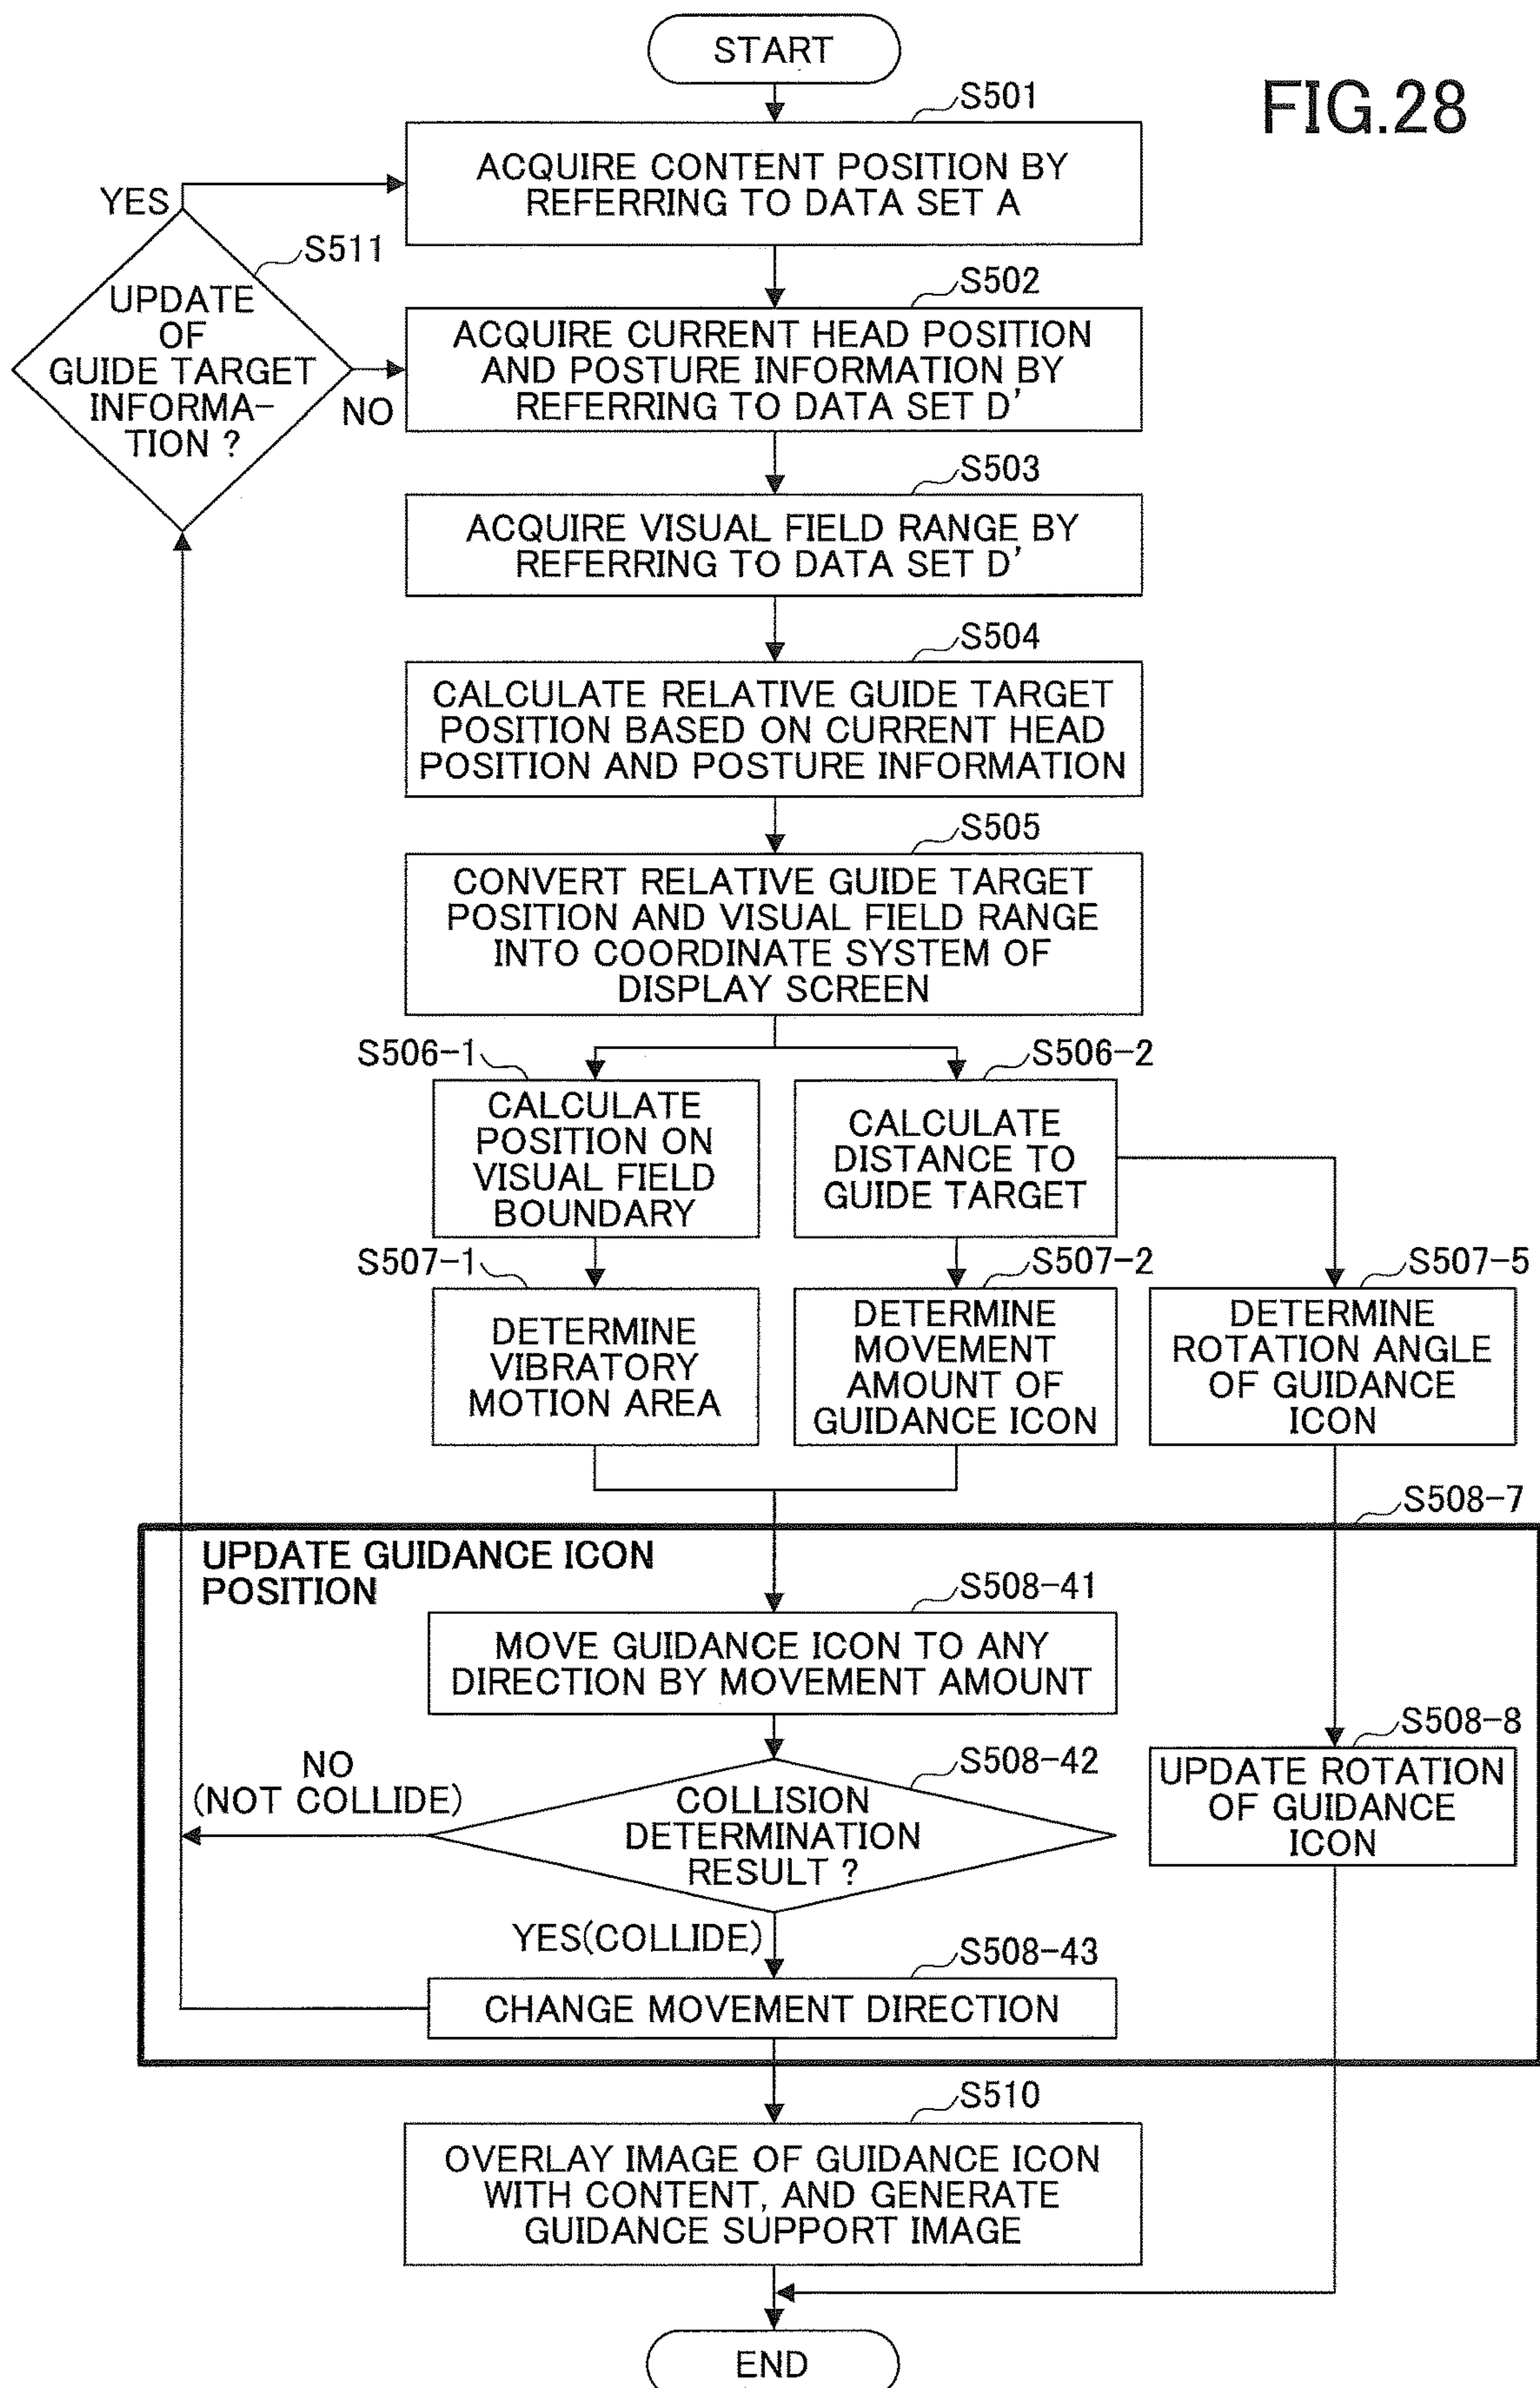 START
FIG.28
S501
ACQUIRE CONTENT POSITION BY
REFERRING TO DATA SET A
YES
S511
UPDATE
OF
GUIDE TARGET
INFORMA-
TION ?
NO
S502
ACQUIRE CURRENT HEAD POSITION
AND POSTURE INFORMATION BY
REFERRING TO DATA SET D'
S503
ACQUIRE VISUAL FIELD RANGE BY
REFERRING TO DATA SET D'
S504
CALCULATE RELATIVE GUIDE TARGET
POSITION BASED ON CURRENT HEAD
POSITION AND POSTURE INFORMATION
S505
CONVERT RELATIVE GUIDE TARGET
POSITION AND VISUAL FIELD RANGE
INTO COORDINATE SYSTEM OF
DISPLAY SCREEN
S506-1
CALCULATE
POSITION ON
VISUAL FIELD
BOUNDARY
S506-2
CALCULATE
DISTANCE TO
GUIDE TARGET
S507-1
DETERMINE
VIBRATORY
MOTION AREA
S507-2
DETERMINE
MOVEMENT
AMOUNT OF
GUIDANCE ICON
S507-5
DETERMINE
ROTATION ANGLE
OF GUIDANCE
ICON
S508-7
UPDATE GUIDANCE ICON
POSITION
S508-41
MOVE GUIDANCE ICON TO ANY
DIRECTION BY MOVEMENT AMOUNT
S508-42
COLLISION
DETERMINATION
RESULT ?
NO
(NOT COLLIDE)
YES(COLLIDE)
S508-8
UPDATE ROTATION
OF GUIDANCE
ICON
S508-43
CHANGE MOVEMENT DIRECTION
S510
OVERLAY IMAGE OF GUIDANCE ICON
WITH CONTENT, AND GENERATE
GUIDANCE SUPPORT IMAGE
END